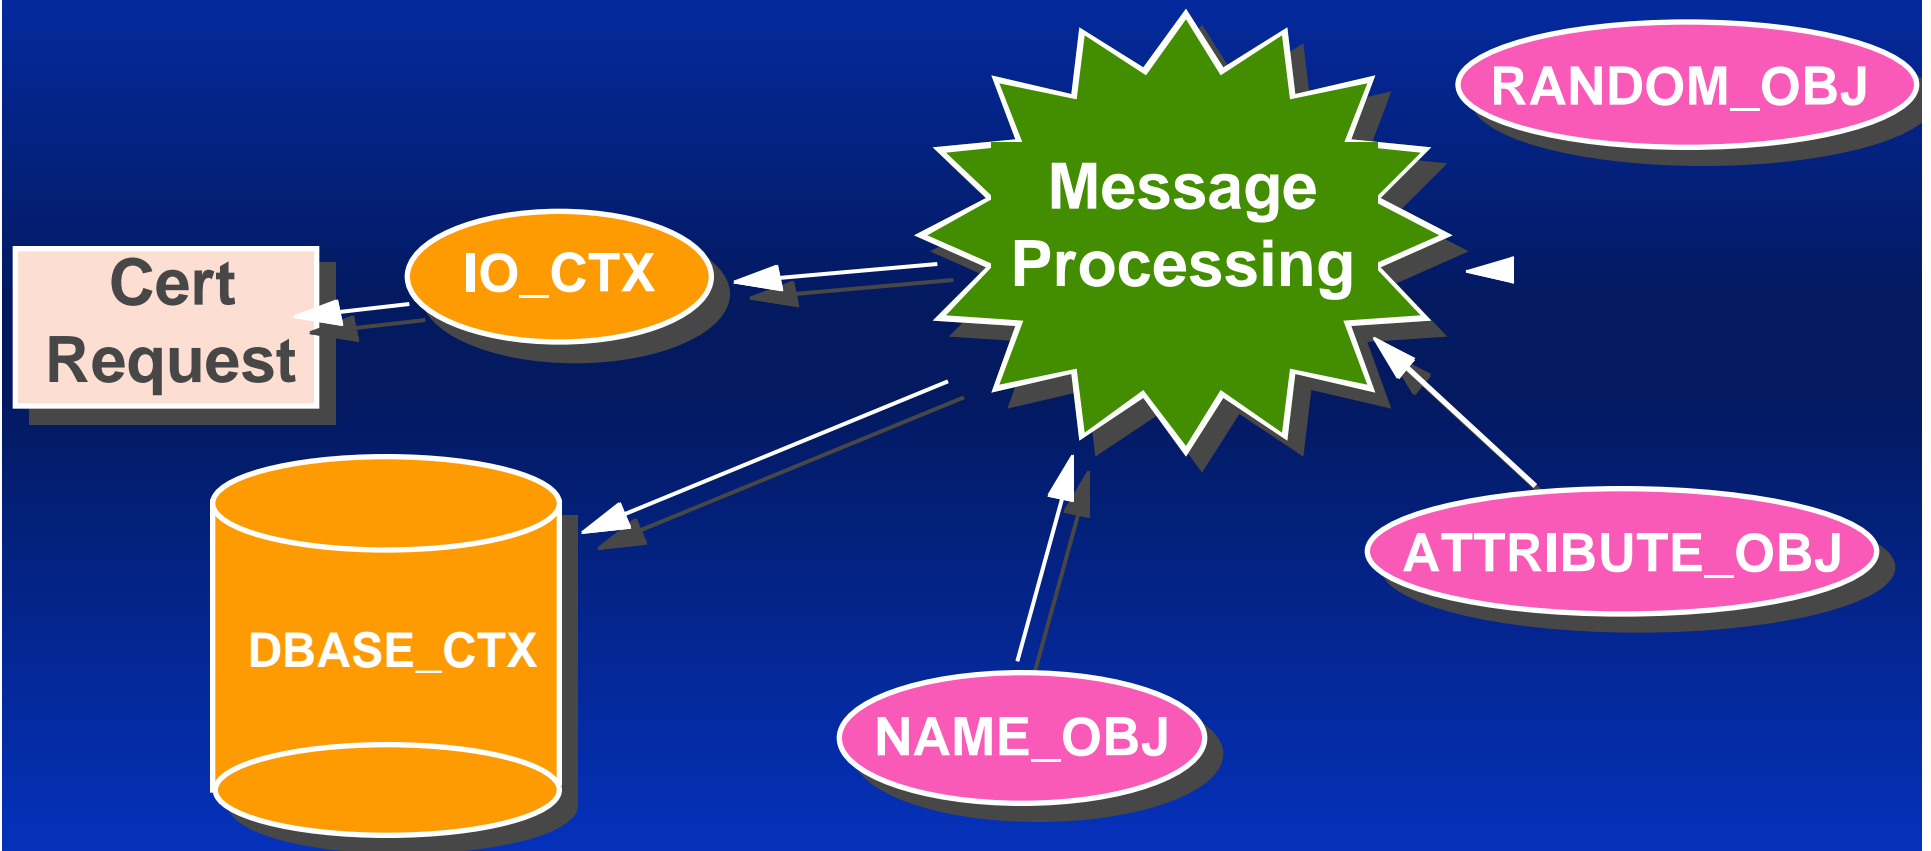 RANDOM_OBJ
Message
Processing
IO_CTX
Cert
Request
ATTRIBUTE_OBJ
DBASE_CTX
NAME_OBJ